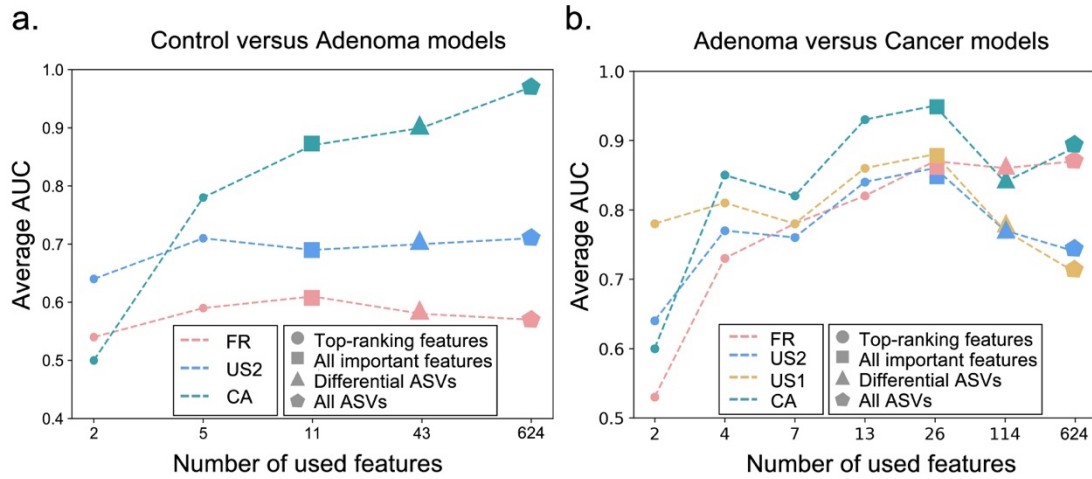 a.
Control versus Adenoma models
Average AUC
1.0
0.9
0.8
0.7
0.6
0.5
0.4
FR
US2
CA
Top-ranking features
All important features
Differential ASVs
All ASVs
2 5 11 43 624
Number of used features
b.
Adenoma versus Cancer models
Average AUC
1.0
0.9
0.8
0.7
0.6
0.5
FR
US2
US1
CA
Top-ranking features
All important features
Differential ASVs
All ASVs
2 4 7 13 26 114 624
Number of used features